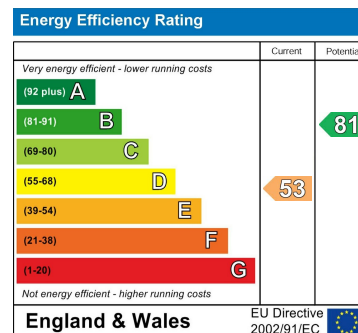 Energy Efficiency Rating
Current Potentia
Very energy efficient - lower running costs
(92 plus) A
(81-91) B
81
(69-80) C
(55-68) D
53
(39-54) E
(21-38) F
(1-20) G
Not energy efficient - higher running costs
England & Wales
EU Directive
2002/91/EC